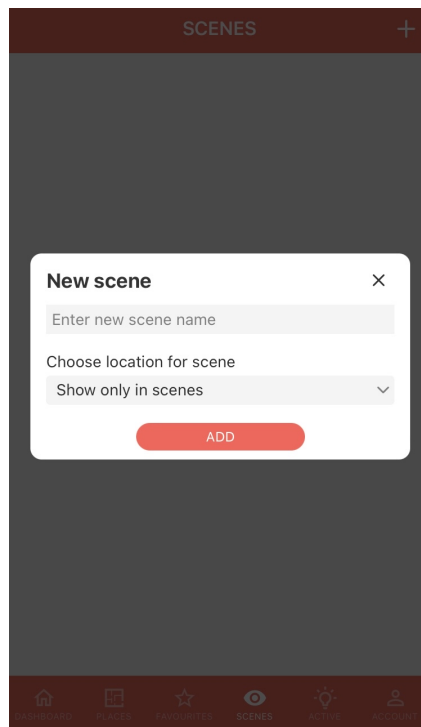 SCENES
New scene
Enter new scene name
Choose location for scene
Show only in scenes
ADD
DASHBOARD PLACES FAVOURITES SCENES ACTIVE ACCOUNT